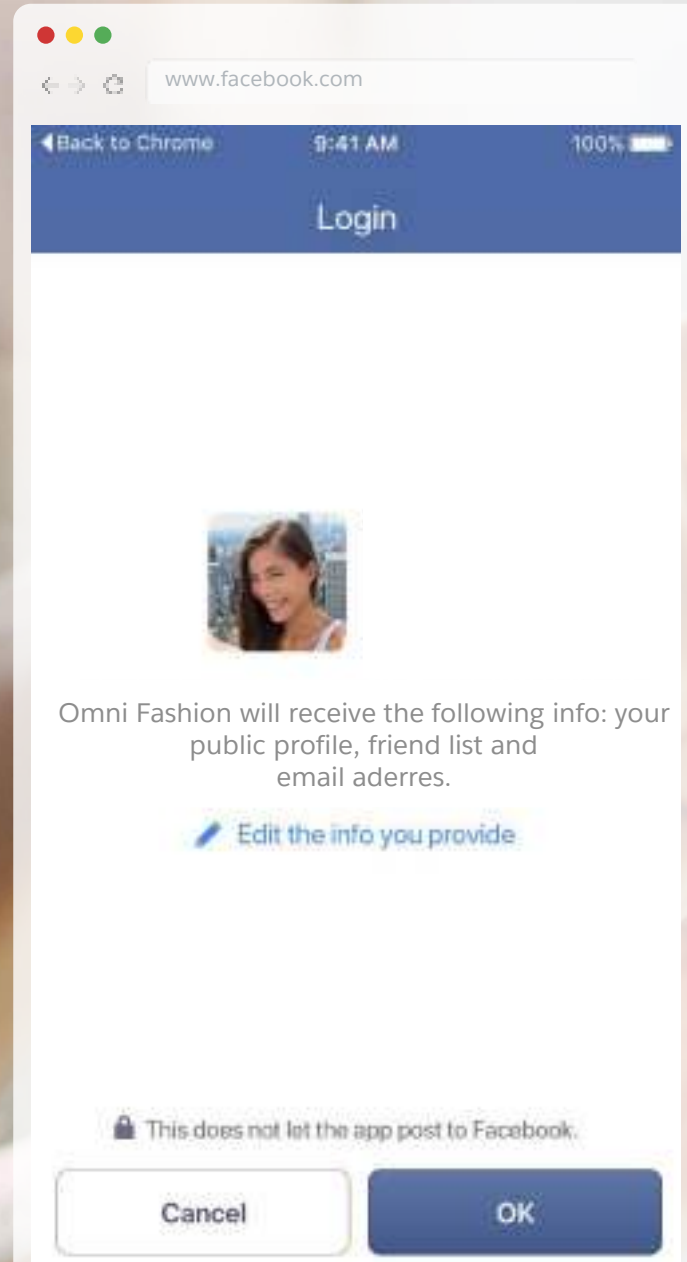 www.facebook.com
Back to Chrome 9:41 AM 100%
Login
Omni Fashion will receive the following info: your
public profile, friend list and
email aderres.
Edit the info you provide
This does not let the app post to Facebook.
Cancel OK